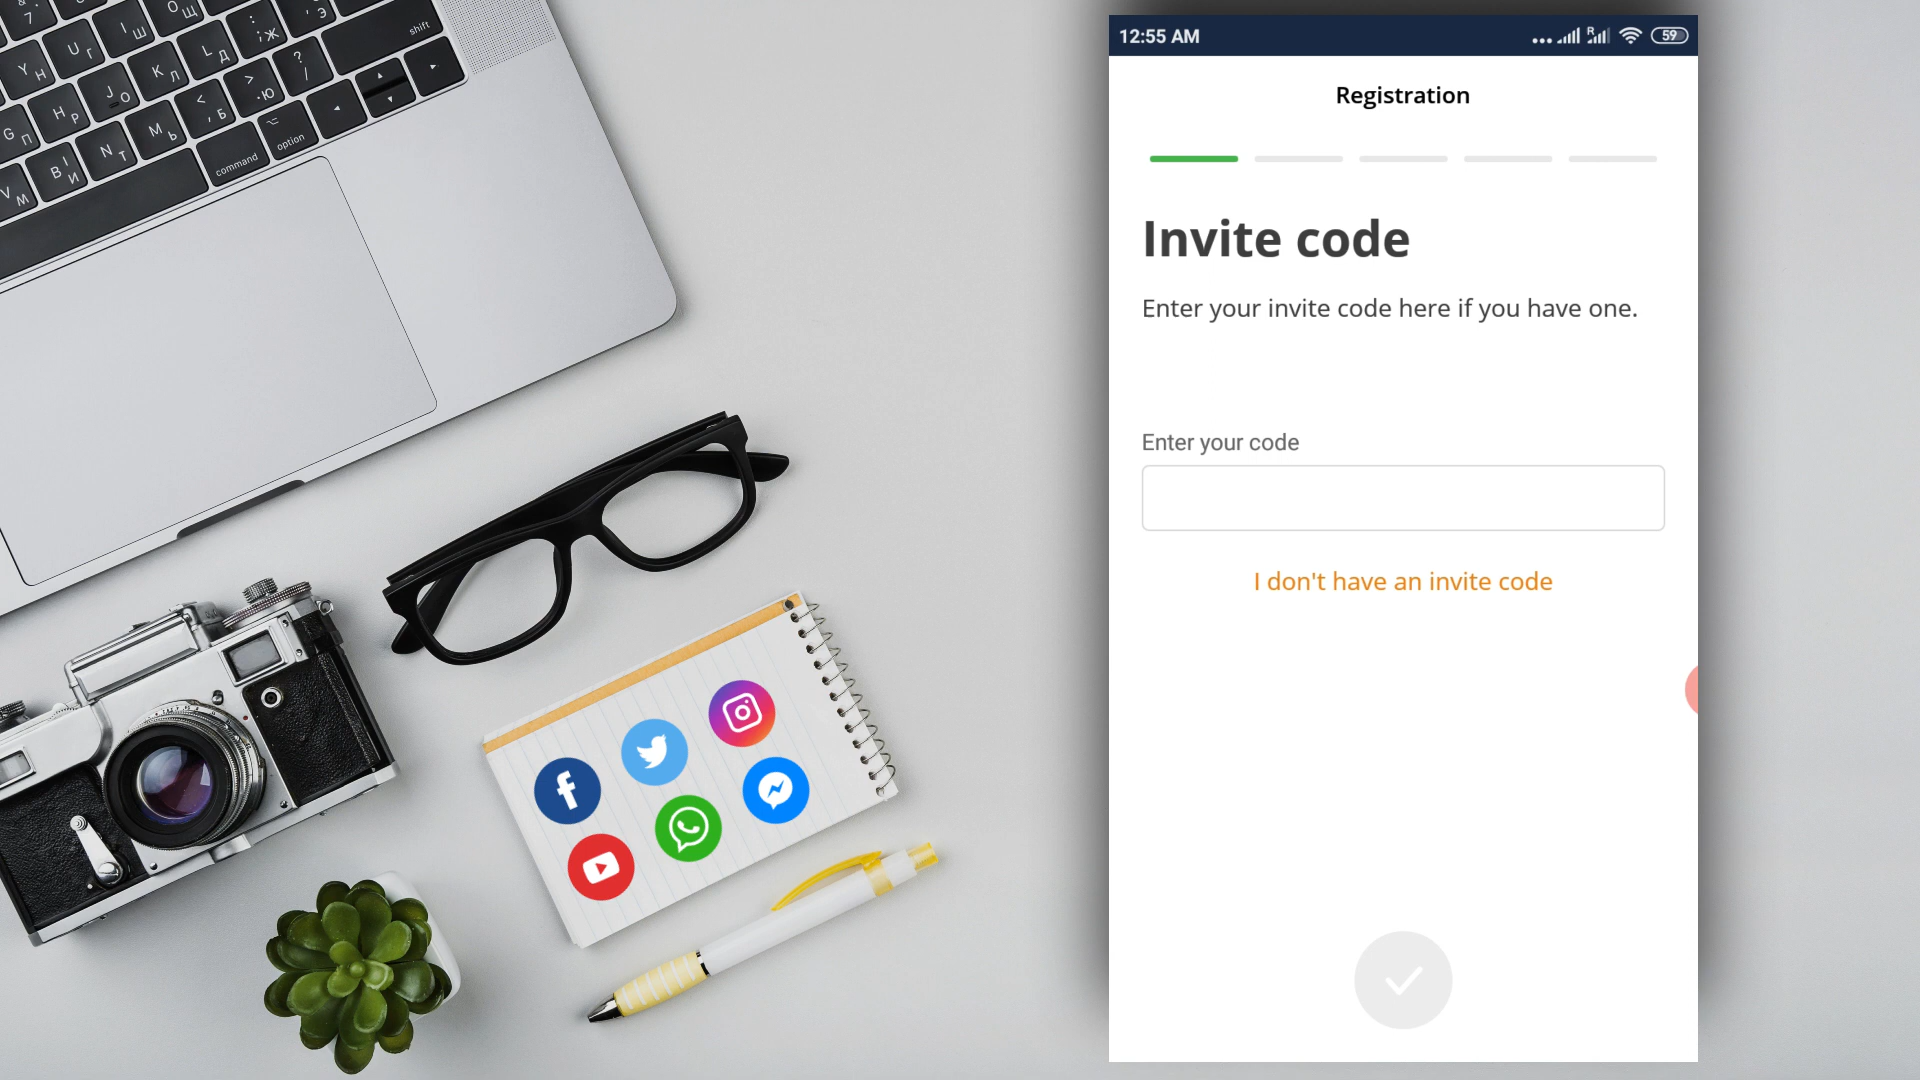 12:55 AM
R
59
Registration
Invite code
Enter your invite code here if you have one.
Enter your code
I don't have an invite code
shift
command
option